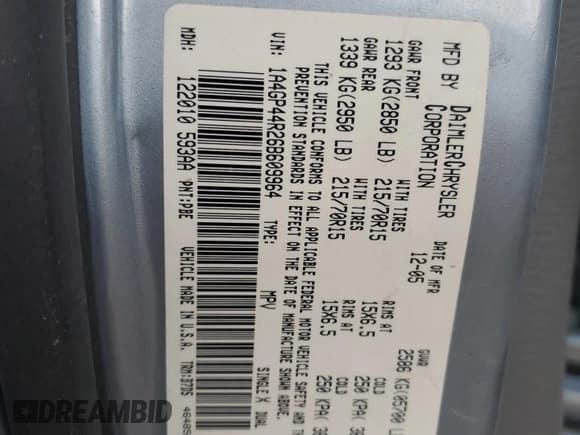 MFD BY DAIMLERCHRYSLER CORPORATION
DATE OF MFR 12-05
GVWR 2586 KG(05700 L
GAWR FRONT 1293 KG(2850 LB)
WITH TIRES 215/70R15
RIMS AT 15X6.5
COLD 250 KPA(
GAWR REAR 1339 KG(2950 LB)
WITH TIRES 215/70R15
RIMS AT 15X6.5
COLD 250 KPA(
THIS VEHICLE CONFORMS TO ALL APPLICABLE FEDERAL MOTOR VEHICLE SAFETY AND
PREVENTION STANDARDS IN EFFECT ON THE DATE OF MANUFACTURE SHOWN ABOVE.
1A4GP44R26B609964 TYPE: MPV SINGLE X DUAL
MDH: 122010 593AA PNT:PBE VEHICLE MADE IN U.S.A. TRM:B7DS
DREAMBID